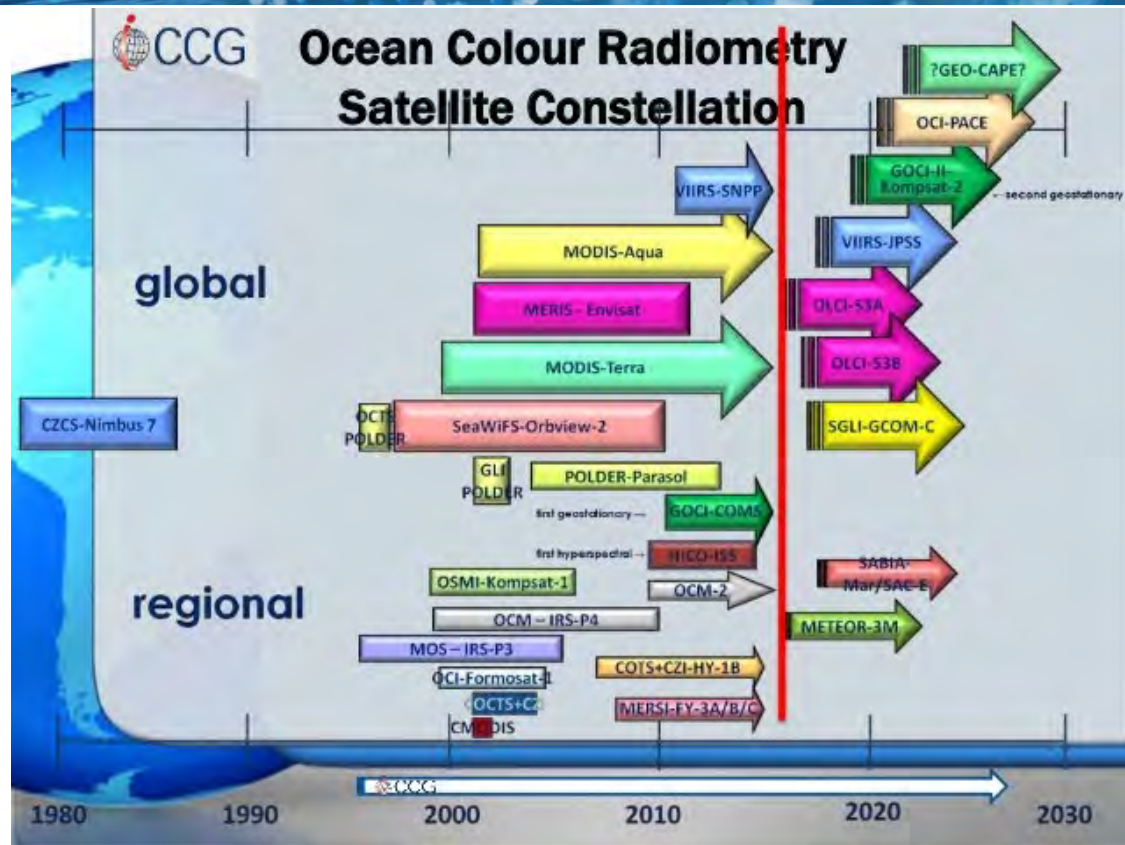 iCCG
Ocean Colour Radiometry
Satellite Constellation
?GEO-CAPE?
OCI-PACE
GOCI-II-
Kompsat-2
←second geostationary
VIIRS-SNPP
VIIRS-JPSS
MODIS-Aqua
global
MERIS - Envisat
OLCI-S3A
MODIS-Terra
OLCI-S3B
CZCS-Nimbus 7
OCTS
POLDER
SeaWiFS-Orbview-2
SGLI-GCOM-C
GLI
POLDER
POLDER-Parasol
first geostationary →
GOCI-COMS
first hyperspectral →
HICO-ISS
SABIA-
Mar/SAC-E
OSMI-Kompsat-1
OCM-2
regional
OCM – IRS-P4
METEOR-3M
MOS – IRS-P3
COTS+CZI-HY-1B
OCI-Formosat-1
OCTS+CZ
MERSI-FY-3A/B/C
CMODIS
iCCG
1980 1990 2000 2010 2020 2030